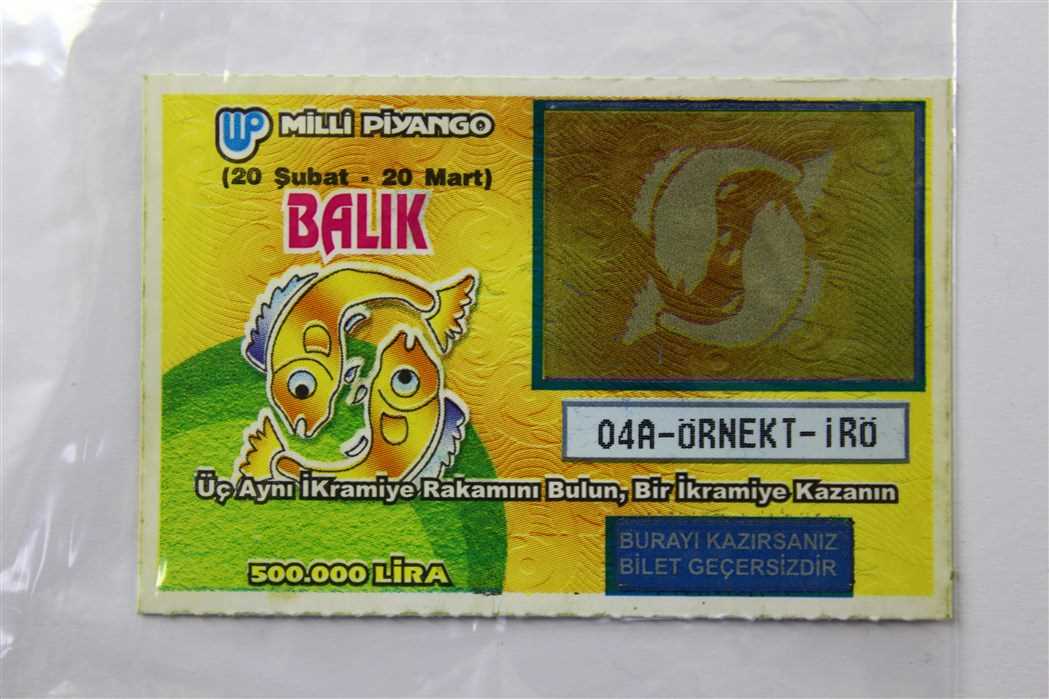 MİLLİ PİYANGO
(20 Şubat - 20 Mart)
BALIK
04A-ÖRNEKT-İRÖ
Üç Aynı İKramiye Rakamını Bulun, Bir İkramiye Kazanın
BURAYI KAZIRSANIZ
BİLET GEÇERSİZDİR
500.000 LİRA